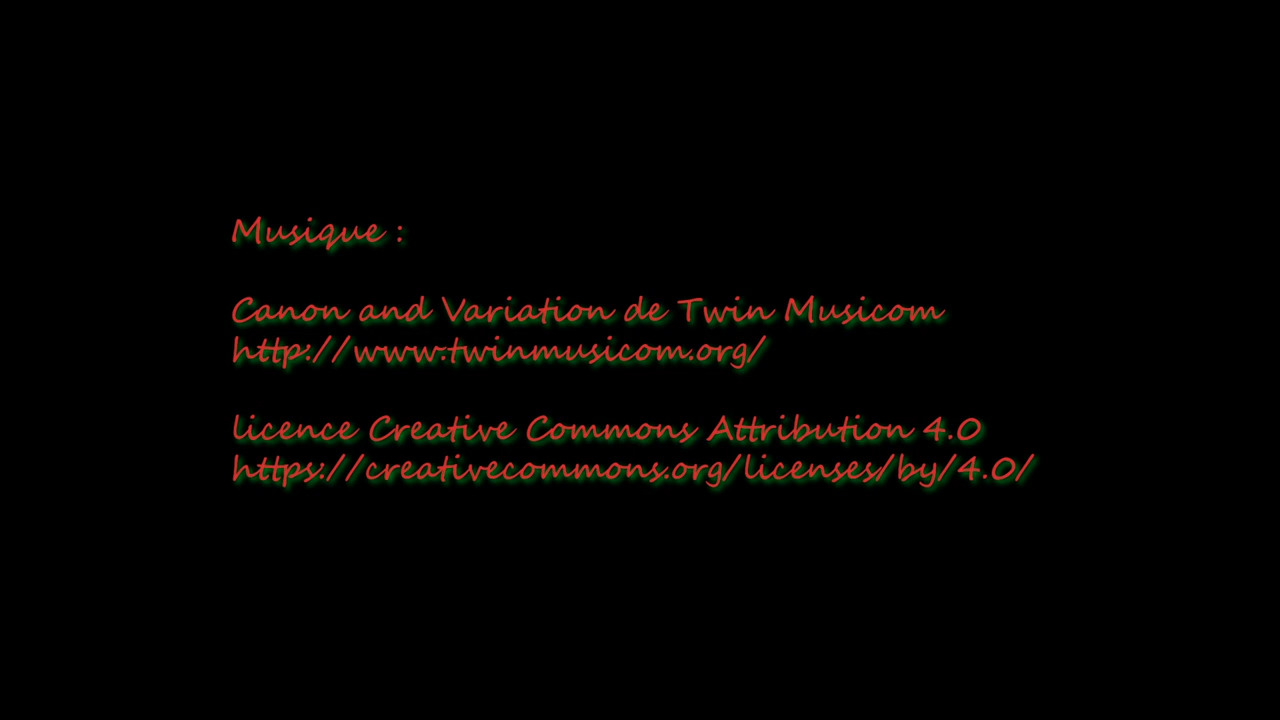 Musique :
Canon and Variation de Twin Musicom
http://www.twinmusicom.org/
licence Creative Commons Attribution 4.0
https://creativecommons.org/licenses/by/4.0/